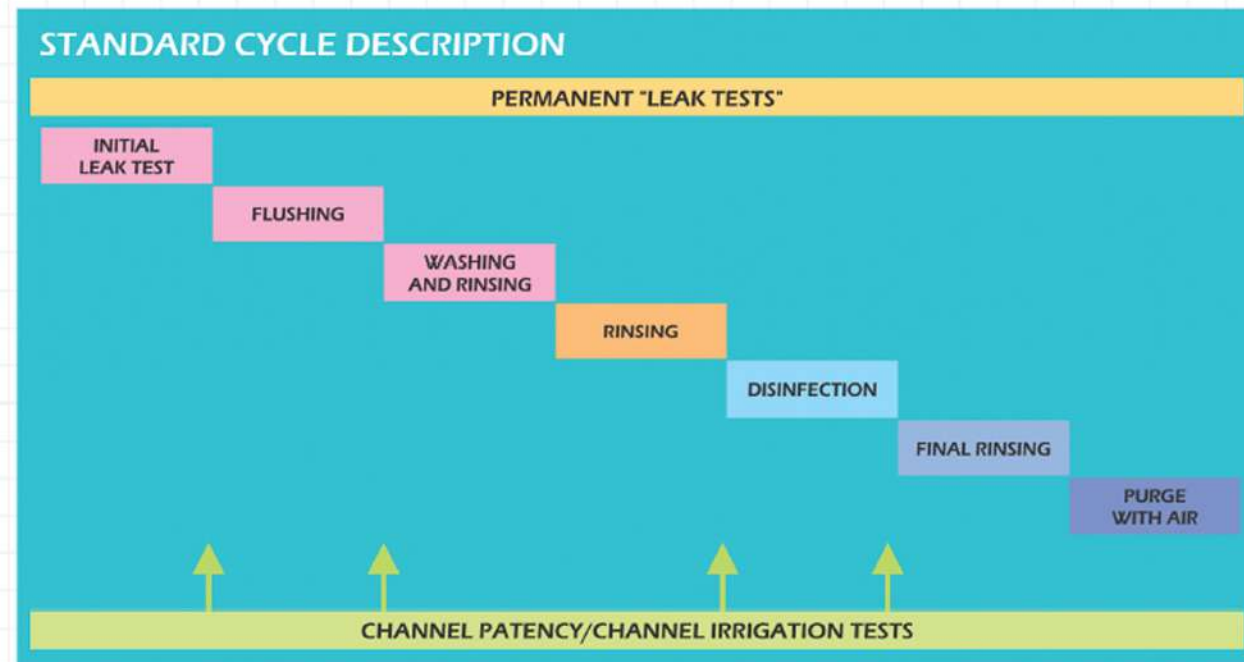 STANDARD CYCLE DESCRIPTION
PERMANENT "LEAK TESTS"
INITIAL
LEAK TEST
FLUSHING
WASHING
AND RINSING
RINSING
DISINFECTION
FINAL RINSING
PURGE
WITH AIR
CHANNEL PATENCY/CHANNEL IRRIGATION TESTS